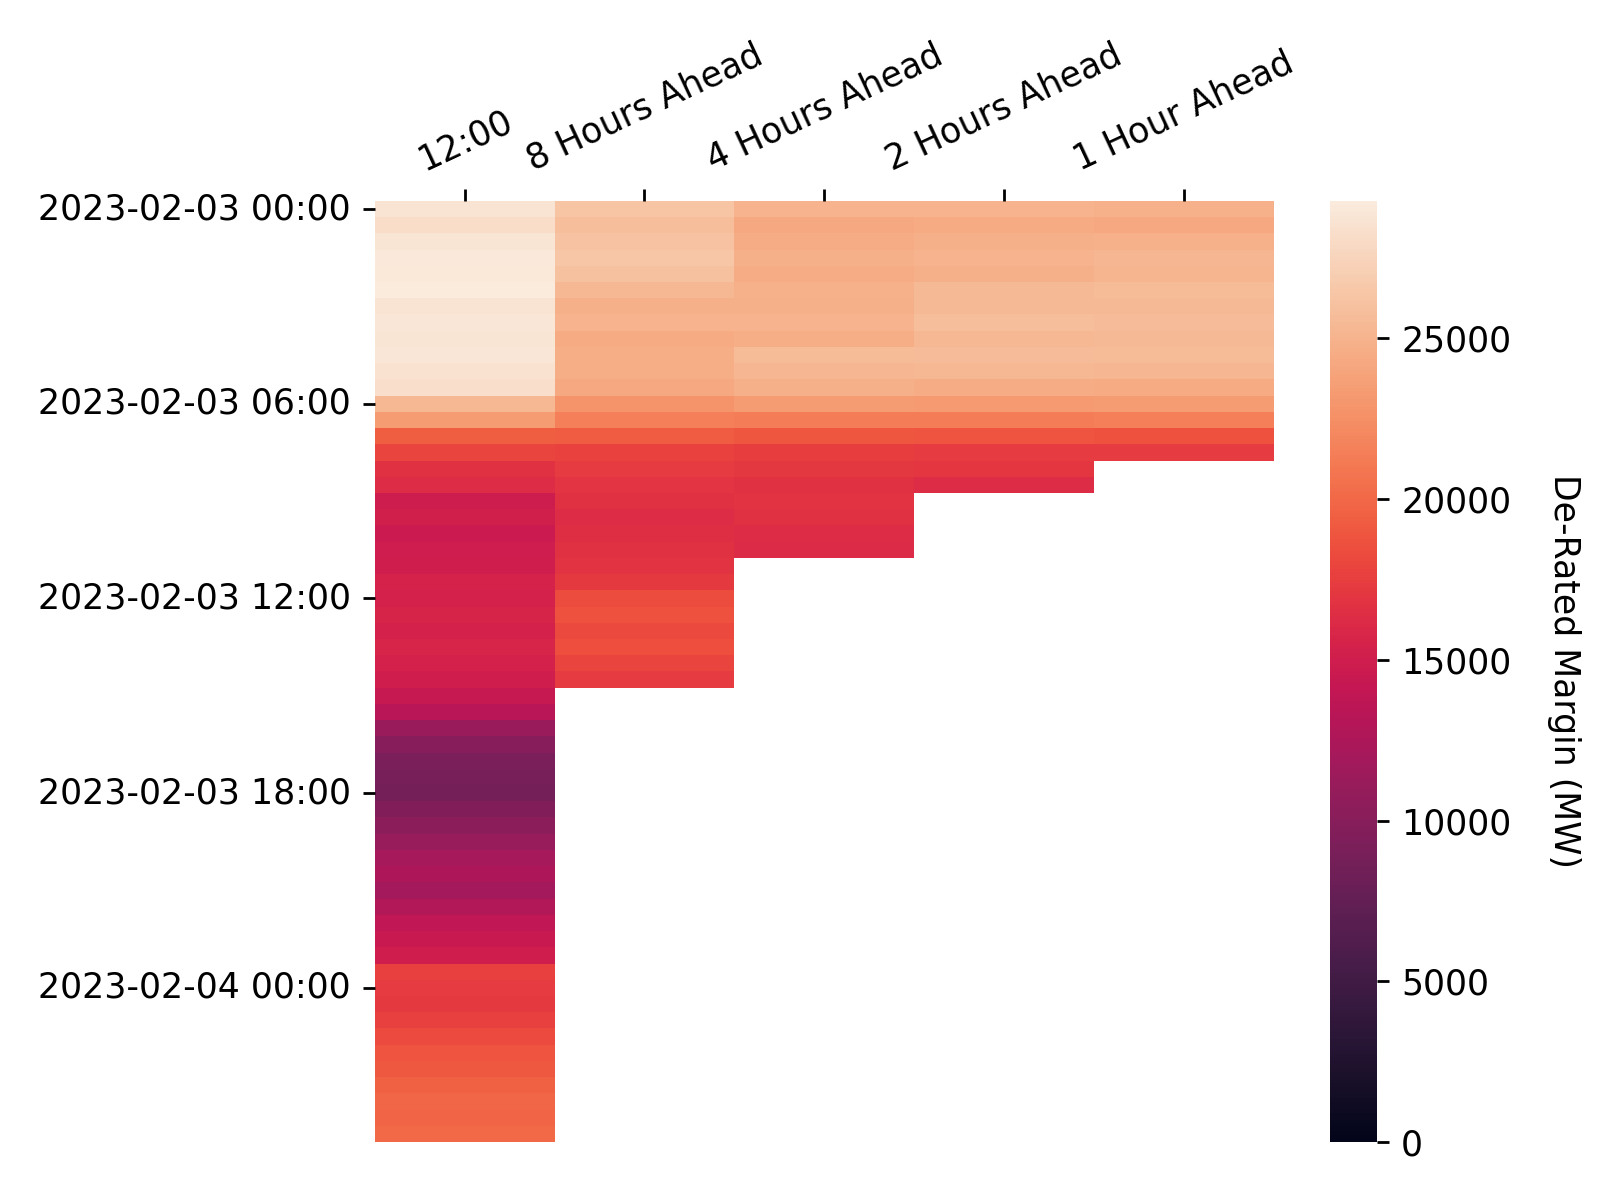 12:00
8 Hours Ahead
4 Hours Ahead
2 Hours Ahead
1 Hour Ahead
2023-02-03 00:00
2023-02-03 06:00
2023-02-03 12:00
2023-02-03 18:00
2023-02-04 00:00
25000
20000
15000
10000
5000
0
De-Rated Margin (MW)